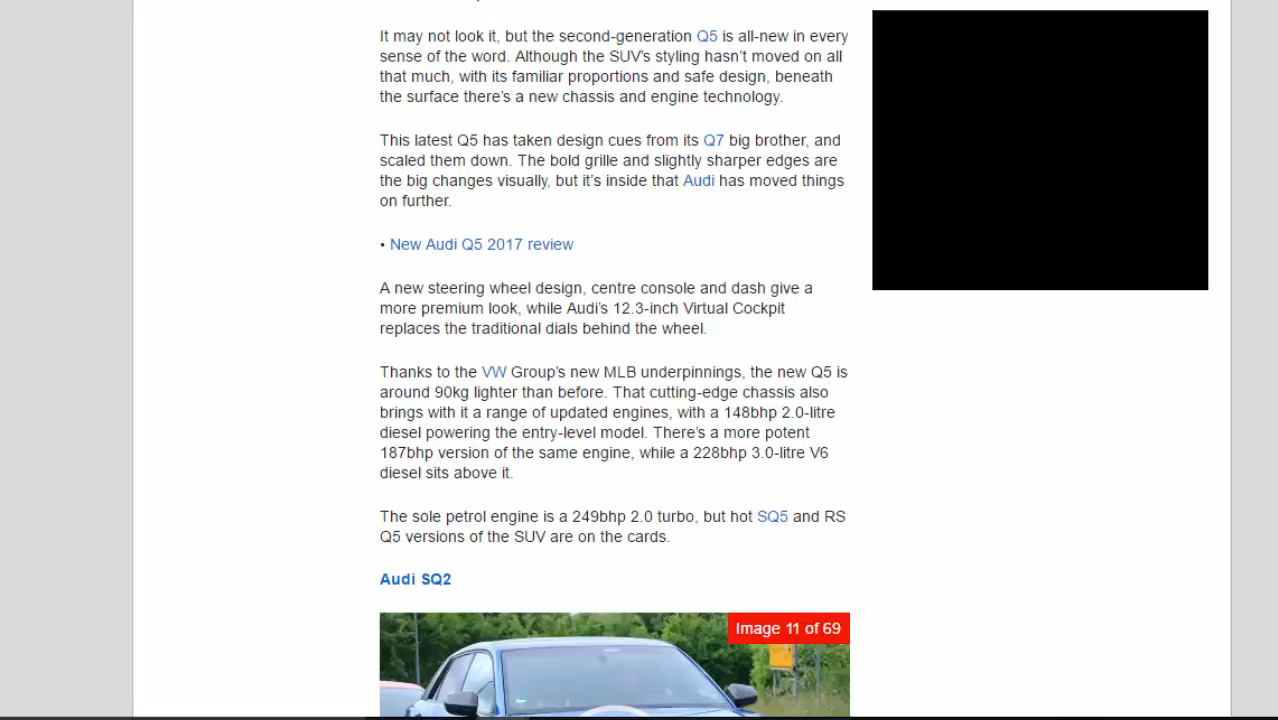 It may not look it, but the second-generation Q5 is all-new in every
sense of the word. Although the SUV's styling hasn't moved on all
that much, with its familiar proportions and safe design, beneath
the surface there's a new chassis and engine technology.
This latest Q5 has taken design cues from its Q7 big brother, and
scaled them down. The bold grille and slightly sharper edges are
the big changes visually, but it's inside that Audi has moved things
on further.
• New Audi Q5 2017 review
A new steering wheel design, centre console and dash give a
more premium look, while Audi's 12.3-inch Virtual Cockpit
replaces the traditional dials behind the wheel.
Thanks to the VW Group's new MLB underpinnings, the new Q5 is
around 90kg lighter than before. That cutting-edge chassis also
brings with it a range of updated engines, with a 148bhp 2.0-litre
diesel powering the entry-level model. There's a more potent
187bhp version of the same engine, while a 228bhp 3.0-litre V6
diesel sits above it.
The sole petrol engine is a 249bhp 2.0 turbo, but hot SQ5 and RS
Q5 versions of the SUV are on the cards.
Audi SQ2
Image 11 of 69